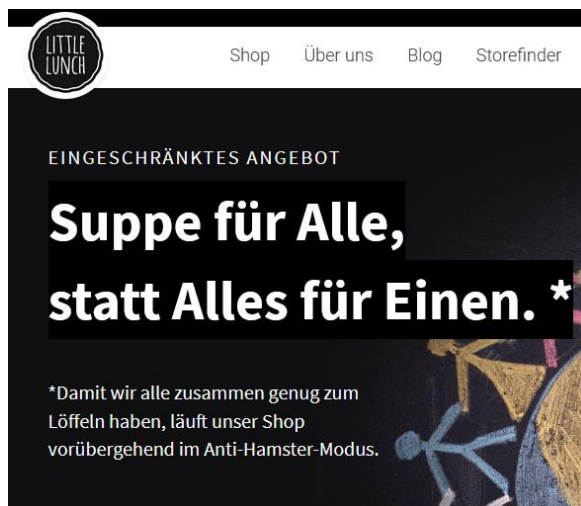 LITTLE
LUNCH
Shop Über uns Blog Storefinder
EINGESCHRÄNKTES ANGEBOT
Suppe für Alle,
statt Alles für Einen. *
*Damit wir alle zusammen genug zum
Löffeln haben, läuft unser Shop
vorübergehend im Anti-Hamster-Modus.